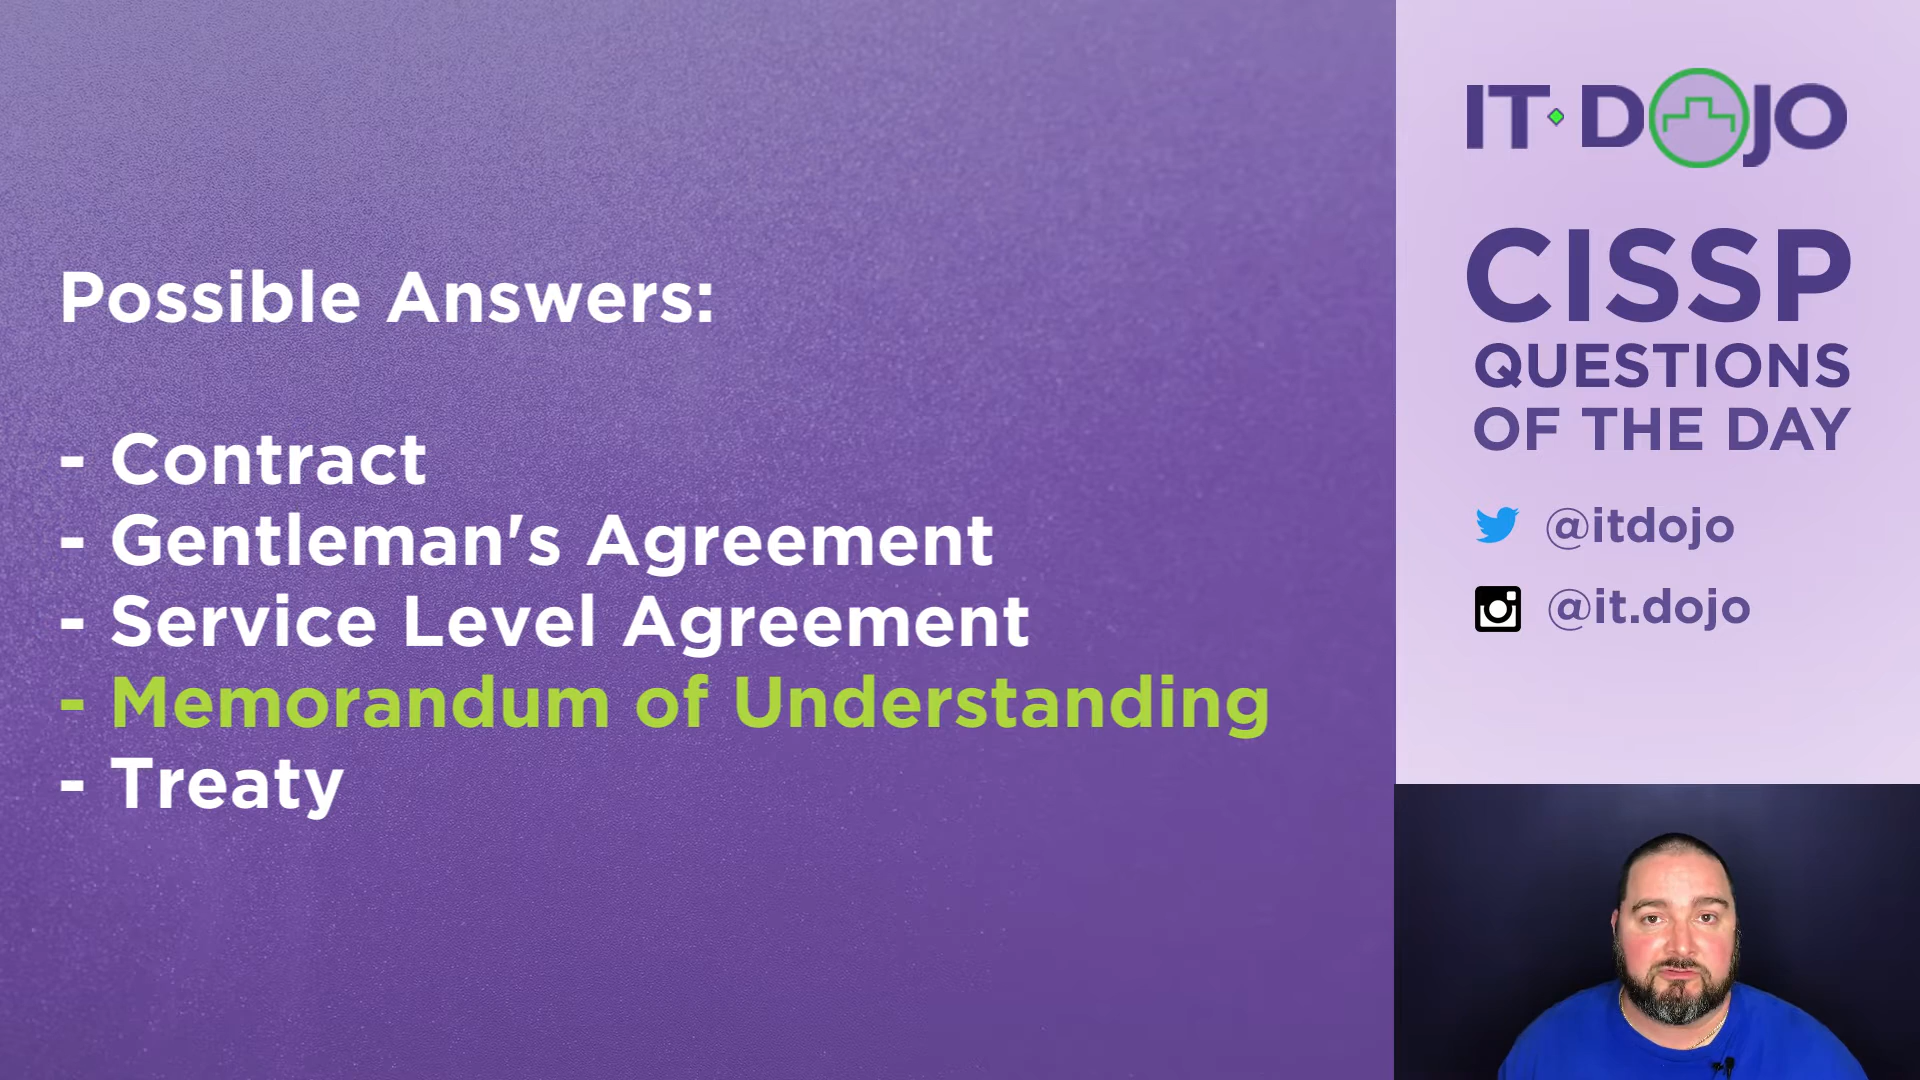 Possible Answers:
- Contract
- Gentleman's Agreement
- Service Level Agreement
- Memorandum of Understanding
- Treaty
IT DOJO
CISSP
QUESTIONS
OF THE DAY
@itdojo
@it.dojo